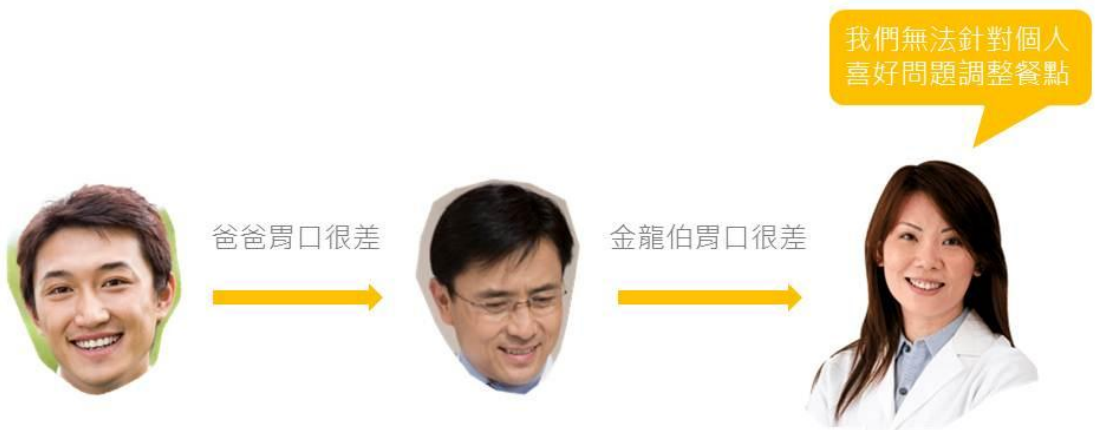 我們無法針對個人
喜好問題調整餐點
爸爸胃口很差
金龍伯胃口很差